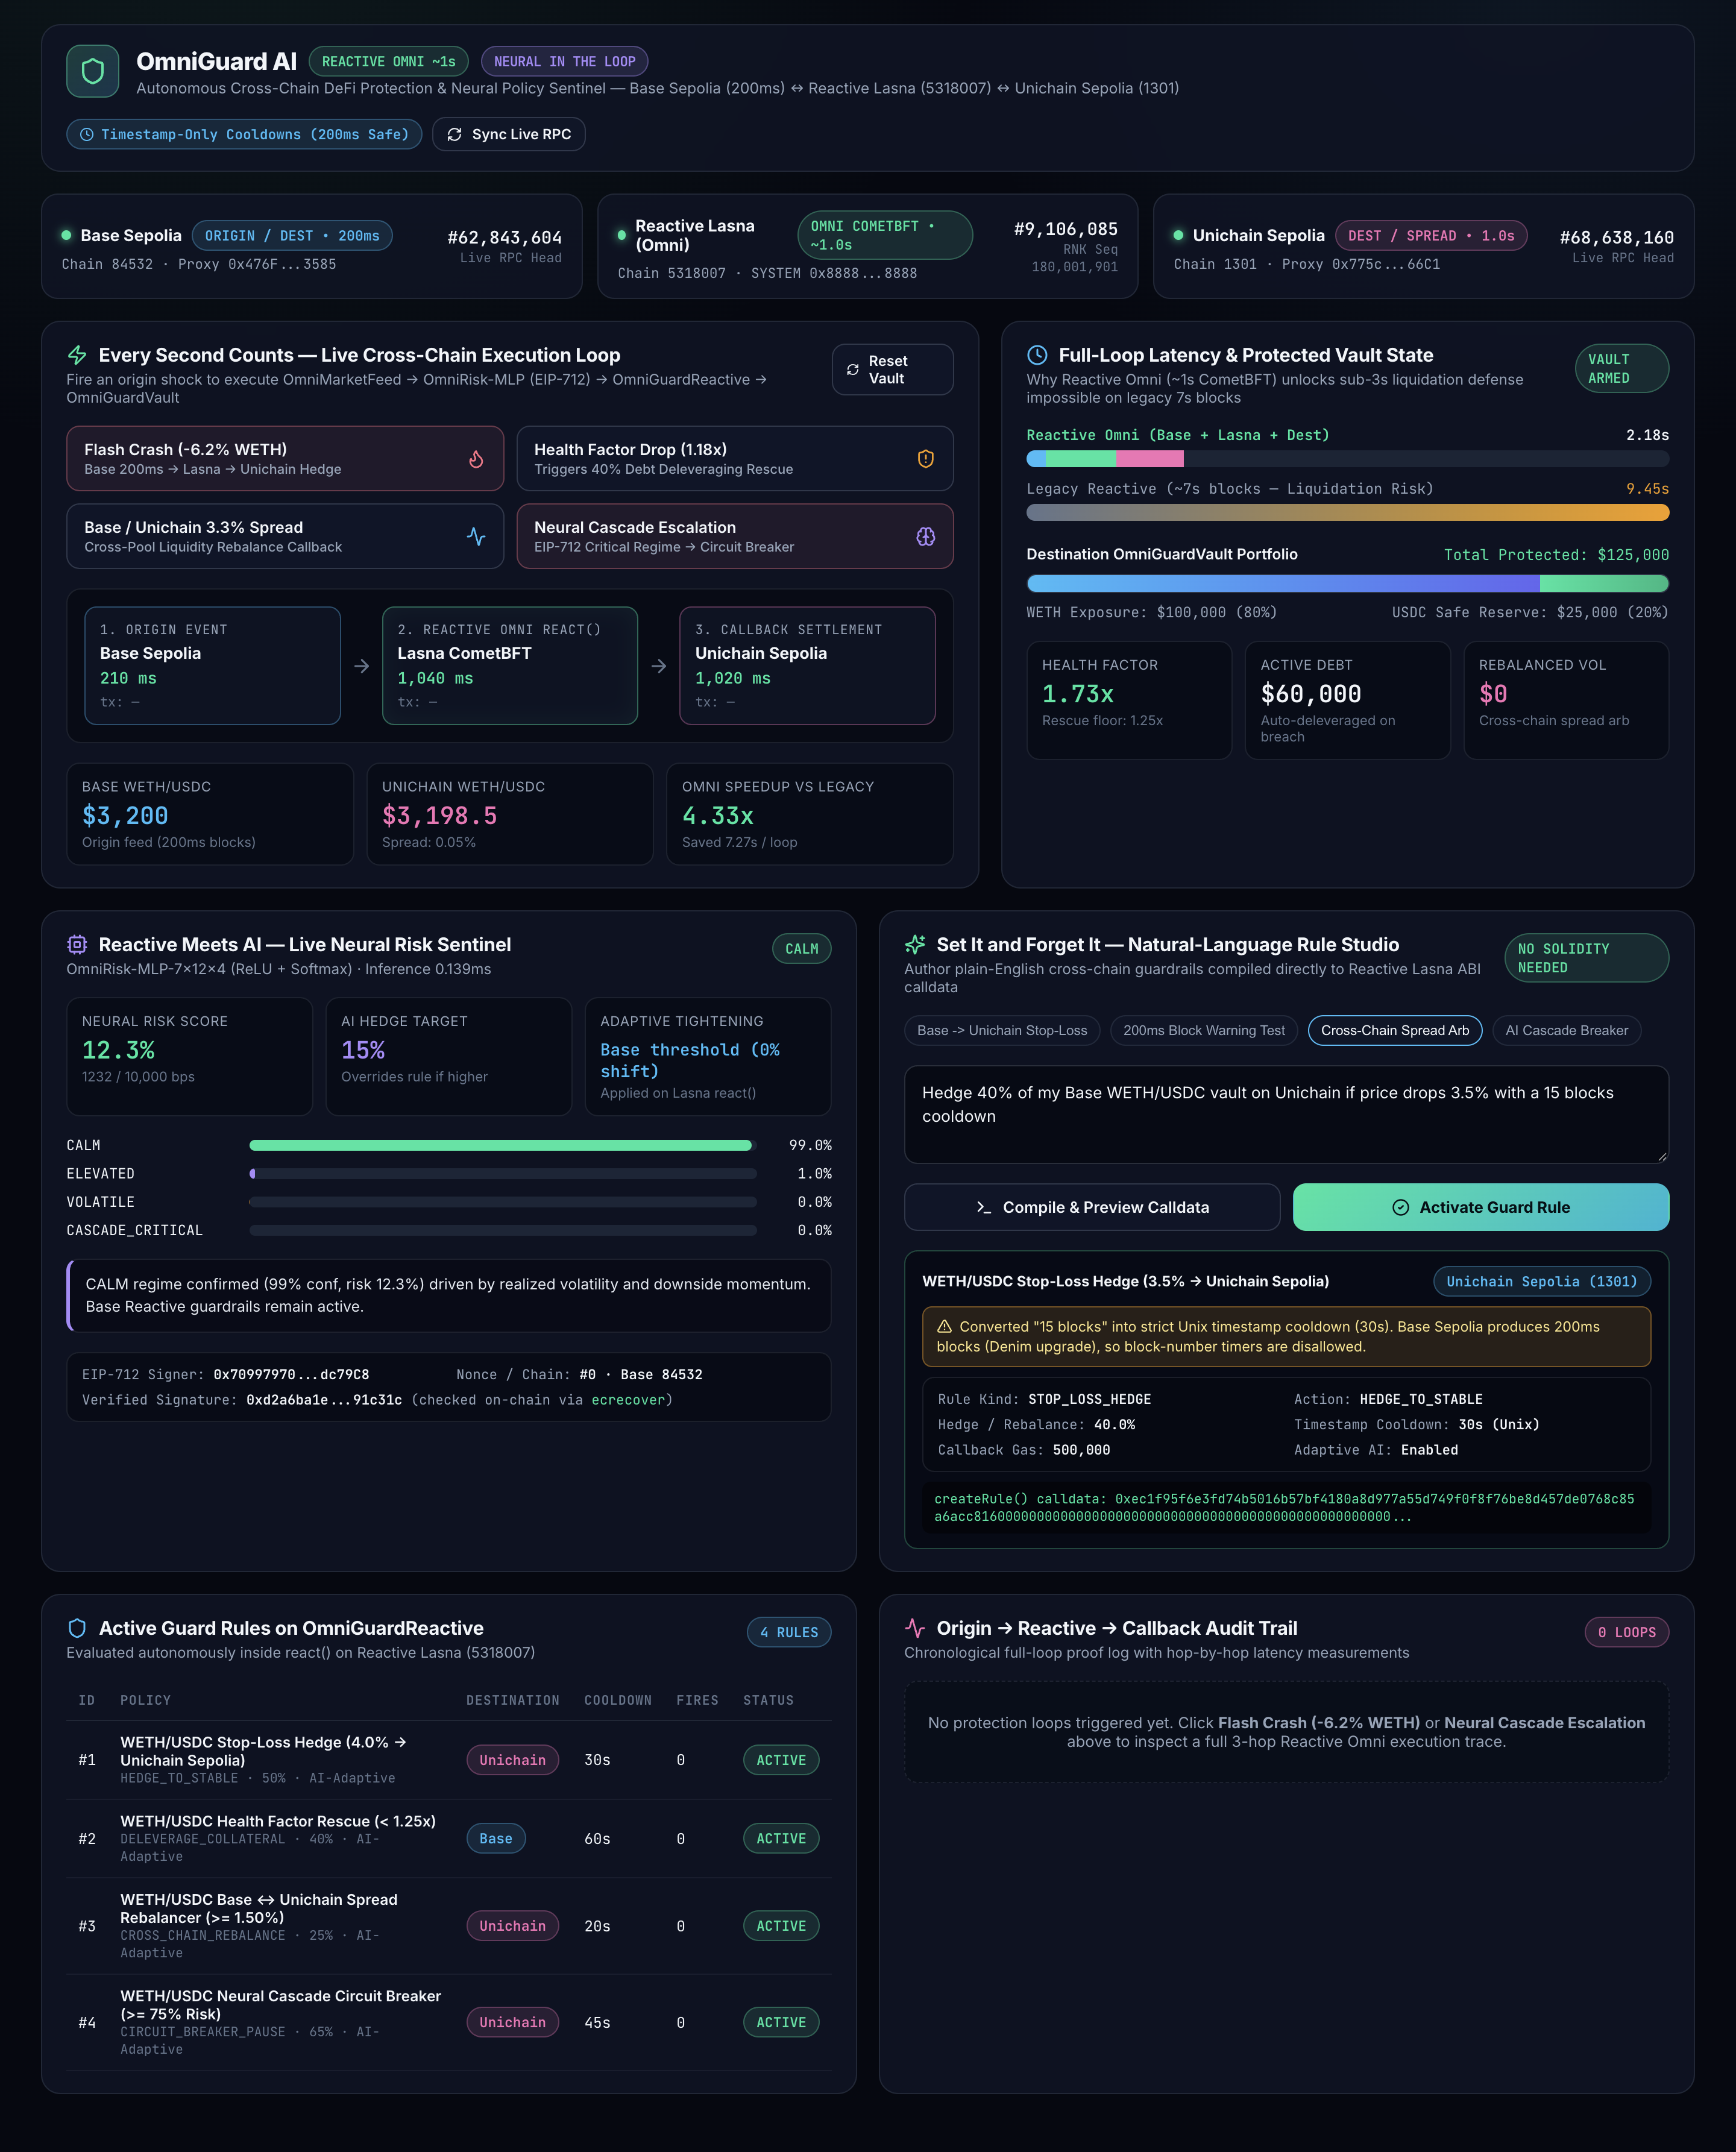 OmniGuard AI
REACTIVE OMNI ~1s
NEURAL IN THE LOOP
Autonomous Cross-Chain DeFi Protection & Neural Policy Sentinel — Base Sepolia (200ms) ↔ Reactive Lasna (5318007) ↔ Unichain Sepolia (1301)
Timestamp-Only Cooldowns (200ms Safe)
Sync Live RPC
Base Sepolia
ORIGIN / DEST • 200ms
Chain 84532 · Proxy 0x476F...3585
#62,843,604
Live RPC Head
Reactive Lasna
(Omni)
OMNI COMETBFT •
~1.0s
Chain 5318007 · SYSTEM 0x8888...8888
#9,106,085
RNK Seq
180,001,901
Unichain Sepolia
DEST / SPREAD • 1.0s
Chain 1301 · Proxy 0x775c...66C1
#68,638,160
Live RPC Head
Every Second Counts — Live Cross-Chain Execution Loop
Fire an origin shock to execute OmniMarketFeed → OmniRisk-MLP (EIP-712) → OmniGuardReactive →
OmniGuardVault
Reset
Vault
Flash Crash (-6.2% WETH)
Base 200ms → Lasna → Unichain Hedge
Health Factor Drop (1.18x)
Triggers 40% Debt Deleveraging Rescue
Base / Unichain 3.3% Spread
Cross-Pool Liquidity Rebalance Callback
Neural Cascade Escalation
EIP-712 Critical Regime → Circuit Breaker
1. ORIGIN EVENT
Base Sepolia
210 ms
tx: —
→
2. REACTIVE OMNI REACT()
Lasna CometBFT
1,040 ms
tx: —
→
3. CALLBACK SETTLEMENT
Unichain Sepolia
1,020 ms
tx: —
BASE WETH/USDC
$3,200
Origin feed (200ms blocks)
UNICHAIN WETH/USDC
$3,198.5
Spread: 0.05%
OMNI SPEEDUP VS LEGACY
4.33x
Saved 7.27s / loop
Full-Loop Latency & Protected Vault State
Why Reactive Omni (~1s CometBFT) unlocks sub-3s liquidation defense
impossible on legacy 7s blocks
VAULT
ARMED
Reactive Omni (Base + Lasna + Dest)
2.18s
Legacy Reactive (~7s blocks — Liquidation Risk)
9.45s
Destination OmniGuardVault Portfolio
Total Protected: $125,000
WETH Exposure: $100,000 (80%)
USDC Safe Reserve: $25,000 (20%)
HEALTH FACTOR
1.73x
Rescue floor: 1.25x
ACTIVE DEBT
$60,000
Auto-deleveraged on
breach
REBALANCED VOL
$0
Cross-chain spread arb
Reactive Meets AI — Live Neural Risk Sentinel
OmniRisk-MLP-7×12×4 (ReLU + Softmax) · Inference 0.139ms
CALM
NEURAL RISK SCORE
12.3%
1232 / 10,000 bps
AI HEDGE TARGET
15%
Overrides rule if higher
ADAPTIVE TIGHTENING
Base threshold (0%
shift)
Applied on Lasna react()
CALM 99.0%
ELEVATED 1.0%
VOLATILE 0.0%
CASCADE_CRITICAL 0.0%
CALM regime confirmed (99% conf, risk 12.3%) driven by realized volatility and downside momentum.
Base Reactive guardrails remain active.
EIP-712 Signer: 0x70997970...dc79C8
Nonce / Chain: #0 · Base 84532
Verified Signature: 0xd2a6ba1e...91c31c (checked on-chain via ecrecover)
Set It and Forget It — Natural-Language Rule Studio
Author plain-English cross-chain guardrails compiled directly to Reactive Lasna ABI
calldata
NO SOLIDITY
NEEDED
Base -> Unichain Stop-Loss
200ms Block Warning Test
Cross-Chain Spread Arb
AI Cascade Breaker
Hedge 40% of my Base WETH/USDC vault on Unichain if price drops 3.5% with a 15 blocks
cooldown
Compile & Preview Calldata
Activate Guard Rule
WETH/USDC Stop-Loss Hedge (3.5% → Unichain Sepolia)
Unichain Sepolia (1301)
Converted "15 blocks" into strict Unix timestamp cooldown (30s). Base Sepolia produces 200ms
blocks (Denim upgrade), so block-number timers are disallowed.
Rule Kind: STOP_LOSS_HEDGE
Action: HEDGE_TO_STABLE
Hedge / Rebalance: 40.0%
Timestamp Cooldown: 30s (Unix)
Callback Gas: 500,000
Adaptive AI: Enabled
createRule() calldata: 0xec1f95f6e3fd74b5016b57bf4180a8d977a55d749f0f8f76be8d457de0768c85
a6acc8160000000000000000000000000000000000000000000000000...
Active Guard Rules on OmniGuardReactive
Evaluated autonomously inside react() on Reactive Lasna (5318007)
4 RULES
ID POLICY DESTINATION COOLDOWN FIRES STATUS
#1
WETH/USDC Stop-Loss Hedge (4.0% →
Unichain Sepolia)
HEDGE_TO_STABLE · 50% · AI-Adaptive
Unichain 30s 0 ACTIVE
#2
WETH/USDC Health Factor Rescue (< 1.25x)
DELEVERAGE_COLLATERAL · 40% · AI-
Adaptive
Base 60s 0 ACTIVE
#3
WETH/USDC Base ↔ Unichain Spread
Rebalancer (>= 1.50%)
CROSS_CHAIN_REBALANCE · 25% · AI-
Adaptive
Unichain 20s 0 ACTIVE
#4
WETH/USDC Neural Cascade Circuit Breaker
(>= 75% Risk)
CIRCUIT_BREAKER_PAUSE · 65% · AI-
Adaptive
Unichain 45s 0 ACTIVE
Origin → Reactive → Callback Audit Trail
Chronological full-loop proof log with hop-by-hop latency measurements
0 LOOPS
No protection loops triggered yet. Click Flash Crash (-6.2% WETH) or Neural Cascade Escalation
above to inspect a full 3-hop Reactive Omni execution trace.